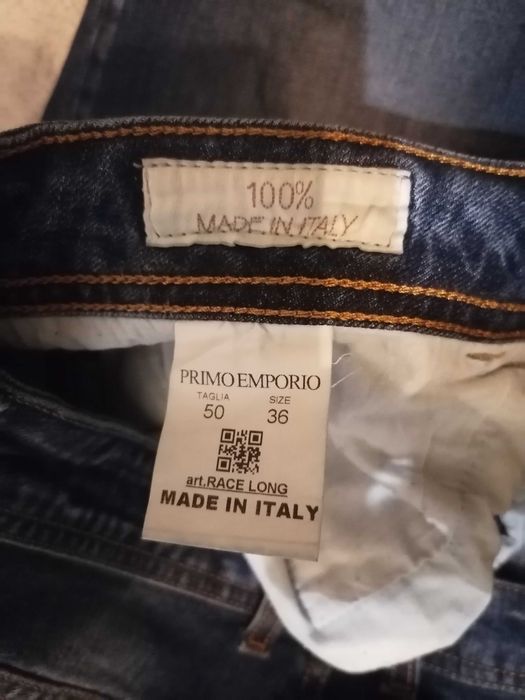 100%
MADE IN ITALY
PRIMO EMPORIO
TAGLIA SIZE
50 36
art.RACE LONG
MADE IN ITALY